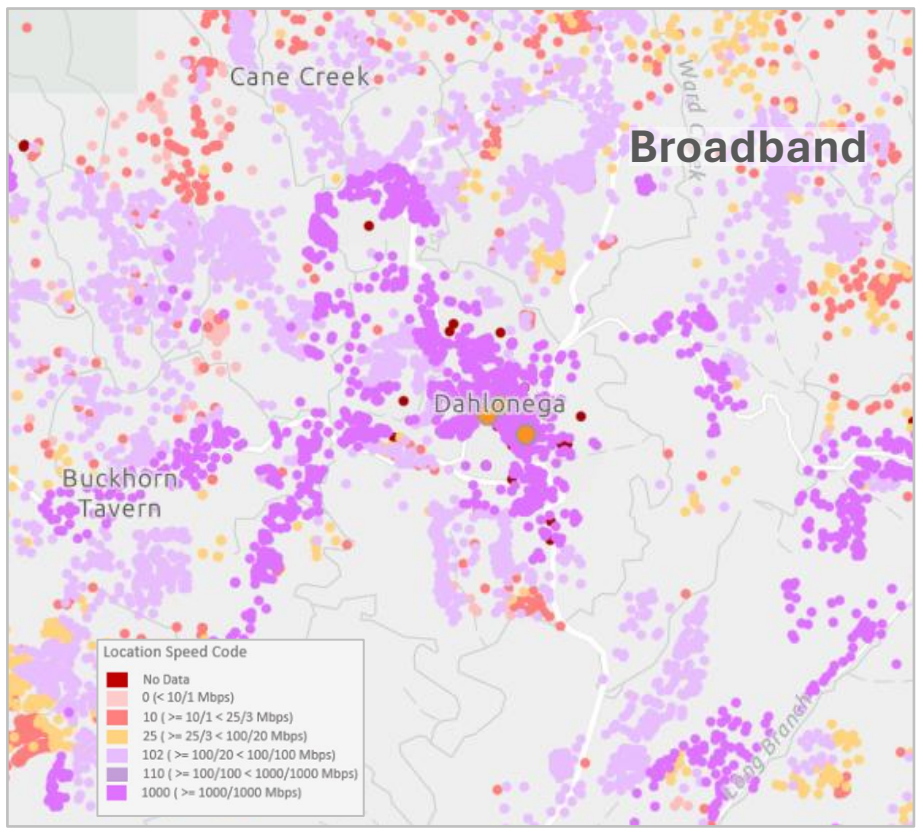 Cane Creek
Ward Creek
Broadband
Dahlonega
Buckhorn
Tavern
Location Speed Code
No Data
0 (< 10/1 Mbps)
10 ( >= 10/1 < 25/3 Mbps)
25 ( >= 25/3 < 100/20 Mbps)
102 ( >= 100/20 < 100/100 Mbps)
110 ( >= 100/100 < 1000/1000 Mbps)
1000 ( >= 1000/1000 Mbps)
Long Branch